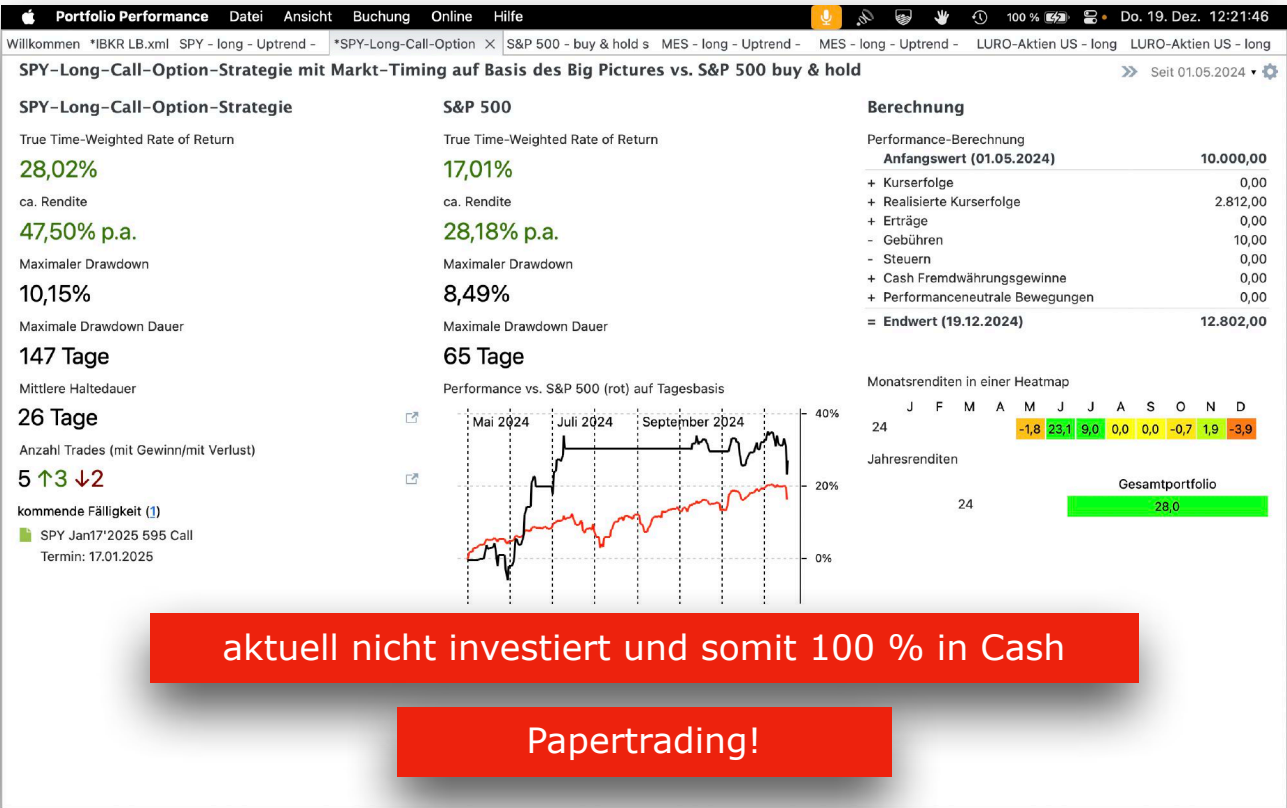 Portfolio Performance Datei Ansicht Buchung Online Hilfe 100 % Do. 19. Dez. 12:21:46
Willkommen *IBKR LB.xml SPY - long - Uptrend - *SPY-Long-Call-Option × S&P 500 - buy & hold s MES - long - Uptrend - MES - long - Uptrend - LURO-Aktien US - long LURO-Aktien US - long
SPY-Long-Call-Option-Strategie mit Markt-Timing auf Basis des Big Pictures vs. S&P 500 buy & hold
Seit 01.05.2024
SPY-Long-Call-Option-Strategie
True Time-Weighted Rate of Return
28,02%
ca. Rendite
47,50% p.a.
Maximaler Drawdown
10,15%
Maximale Drawdown Dauer
147 Tage
Mittlere Haltedauer
26 Tage
Anzahl Trades (mit Gewinn/mit Verlust)
5 ↑3 ↓2
kommende Fälligkeit (1)
SPY Jan17'2025 595 Call
Termin: 17.01.2025
S&P 500
True Time-Weighted Rate of Return
17,01%
ca. Rendite
28,18% p.a.
Maximaler Drawdown
8,49%
Maximale Drawdown Dauer
65 Tage
Performance vs. S&P 500 (rot) auf Tagesbasis
Mai 2024 Juli 2024 September 2024
40%
20%
0%
Berechnung
Performance-Berechnung
Anfangswert (01.05.2024) 10.000,00
+ Kurserfolge 0,00
+ Realisierte Kurserfolge 2.812,00
+ Erträge 0,00
- Gebühren 10,00
- Steuern 0,00
+ Cash Fremdwährungsgewinne 0,00
+ Performanceneutrale Bewegungen 0,00
= Endwert (19.12.2024) 12.802,00
Monatsrenditen in einer Heatmap
J F M A M J J A S O N D
24 -1,8 23,1 9,0 0,0 0,0 -0,7 1,9 -3,9
Jahresrenditen
Gesamtportfolio
24 28,0
aktuell nicht investiert und somit 100 % in Cash
Papertrading!